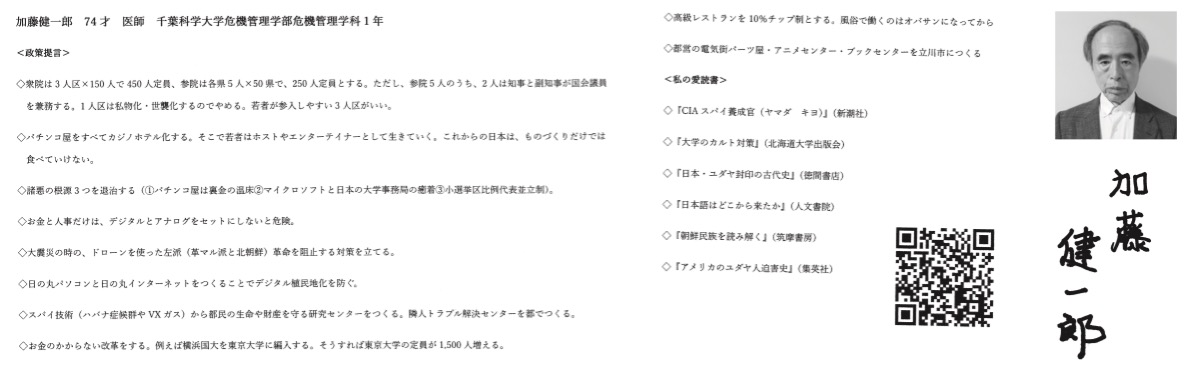 加藤健一郎　74才　医師　千葉科学大学危機管理学部危機管理学科1年
＜政策提言＞
◇衆院は3人区×150人で450人定員、参院は各県5人×50県で、250人定員とする。ただし、参院5人のうち、2人は知事と副知事が国会議員
を兼務する。1人区は私物化・世襲化するのでやめる。若者が参入しやすい3人区がいい。
◇パチンコ屋をすべてカジノホテル化する。そこで若者はホストやエンターテイナーとして生きていく。これからの日本は、ものづくりだけでは
食べていけない。
◇諸悪の根源3つを退治する（①パチンコ屋は裏金の温床②マイクロソフトと日本の大学事務局の癒着③小選挙区比例代表並立制）。
◇お金と人事だけは、デジタルとアナログをセットにしないと危険。
◇大震災の時の、ドローンを使った左派（革マル派と北朝鮮）革命を阻止する対策を立てる。
◇日の丸パソコンと日の丸インターネットをつくることでデジタル植民地化を防ぐ。
◇スパイ技術（ハバナ症候群やVXガス）から都民の生命や財産を守る研究センターをつくる。隣人トラブル解決センターを都でつくる。
◇お金のかからない改革をする。例えば横浜国大を東京大学に編入する。そうすれば東京大学の定員が1,500人増える。
◇高級レストランを10％チップ制とする。風俗で働くのはオバサンになってから
◇都営の電気街パーツ屋・アニメセンター・ブックセンターを立川市につくる
＜私の愛読書＞
◇『CIAスパイ養成官（ヤマダ　キヨ）』（新潮社）
◇『大学のカルト対策』（北海道大学出版会）
◇『日本・ユダヤ封印の古代史』（徳間書店）
◇『日本語はどこから来たか』（人文書院）
◇『朝鮮民族を読み解く』（筑摩書房）
◇『アメリカのユダヤ人迫害史』（集英社）
加藤
健一郎